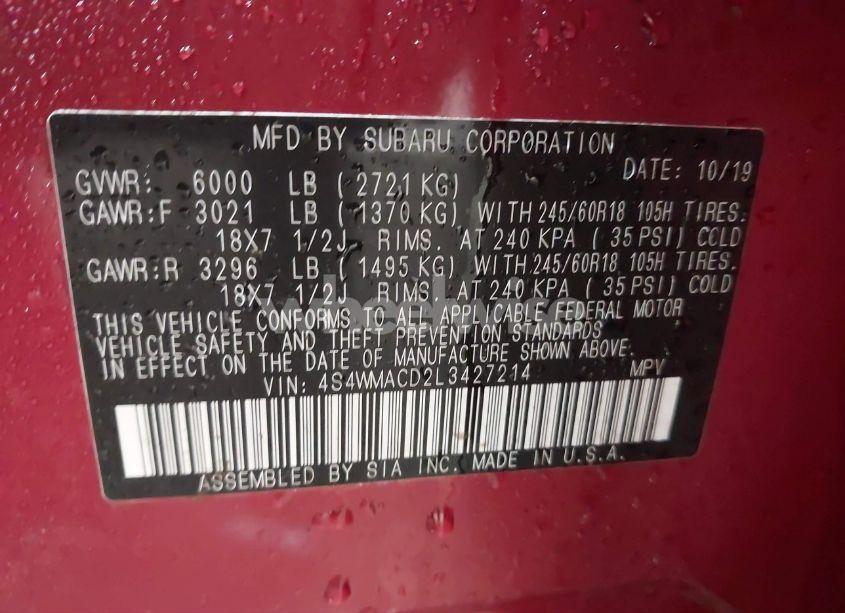 MFD BY SUBARU CORPORATION
DATE: 10/19
GVWR: 6000 LB ( 2721 KG)
GAWR:F 3021 LB ( 1370 KG) WITH 245/60R18 105H TIRES.
18X7 1/2J RIMS. AT 240 KPA ( 35 PSI) COLD
GAWR:R 3296 LB ( 1495 KG) WITH 245/60R18 105H TIRES.
18X7 1/2J RIMS. AT 240 KPA ( 35 PSI) COLD
THIS VEHICLE CONFORMS TO ALL APPLICABLE FEDERAL MOTOR
VEHICLE SAFETY AND THEFT PREVENTION STANDARDS
IN EFFECT ON THE DATE OF MANUFACTURE SHOWN ABOVE.
VIN: 4S4WMACD2L3427214 MPV
ASSEMBLED BY SIA INC. MADE IN U.S.A.